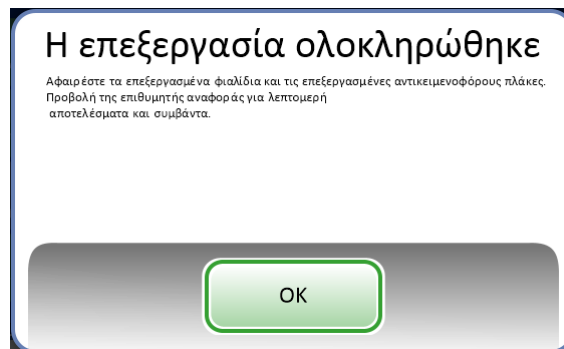 Η επεξεργασία ολοκληρώθηκε
Αφαιρέστε τα επεξεργασμένα φιαλίδια και τις επεξεργασμένες αντικειμενοφόρους πλάκες.
Προβολή της επιθυμητής αναφοράς για λεπτομερή
αποτελέσματα και συμβάντα.
OK